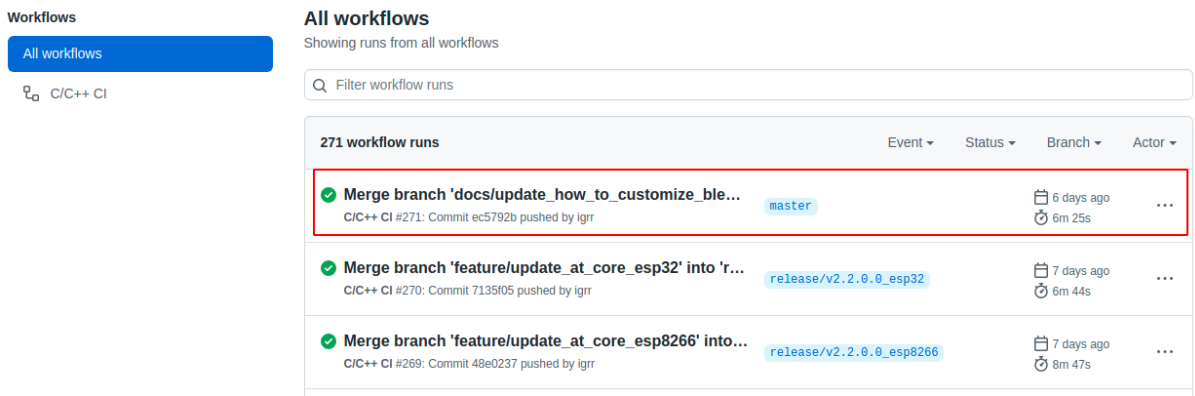 Workflows
All workflows
C/C++ CI
All workflows
Showing runs from all workflows
Filter workflow runs
271 workflow runs Event Status Branch Actor
Merge branch 'docs/update_how_to_customize_ble... master 6 days ago
C/C++ CI #271: Commit ec5792b pushed by igrr 6m 25s
Merge branch 'feature/update_at_core_esp32' into 'r... release/v2.2.0.0_esp32 7 days ago
C/C++ CI #270: Commit 7135f05 pushed by igrr 6m 44s
Merge branch 'feature/update_at_core_esp8266' into... release/v2.2.0.0_esp8266 7 days ago
C/C++ CI #269: Commit 48e0237 pushed by igrr 8m 47s